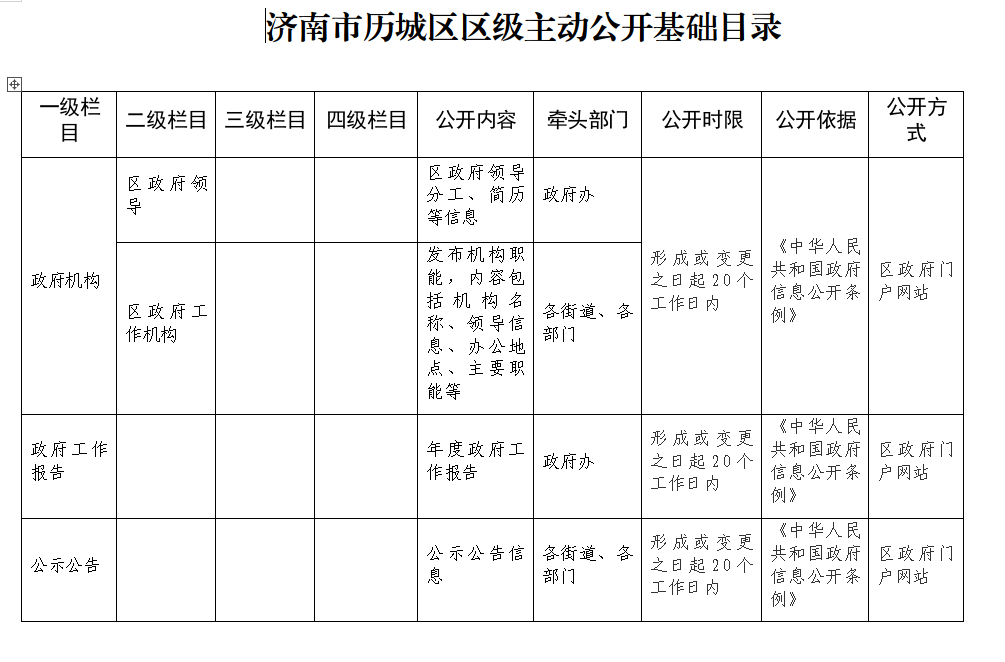 济南市历城区区级主动公开基础目录
一级栏
目
二级栏目
三级栏目
四级栏目
公开内容
牵头部门
公开时限
公开依据
公开方
式
政府机构
区政府领
导
区政府领导
分工、简历
等信息
政府办
形成或变更
之日起20个
工作日内
《中华人民
共和国政府
信息公开条
例》
区政府门
户网站
区政府工
作机构
发布机构职
能，内容包
括机构名
称、领导信
息、办公地
点、主要职
能等
各街道、各
部门
政府工作
报告
年度政府工
作报告
政府办
形成或变更
之日起20个
工作日内
《中华人民
共和国政府
信息公开条
例》
区政府门
户网站
公示公告
公示公告信
息
各街道、各
部门
形成或变更
之日起20个
工作日内
《中华人民
共和国政府
信息公开条
例》
区政府门
户网站